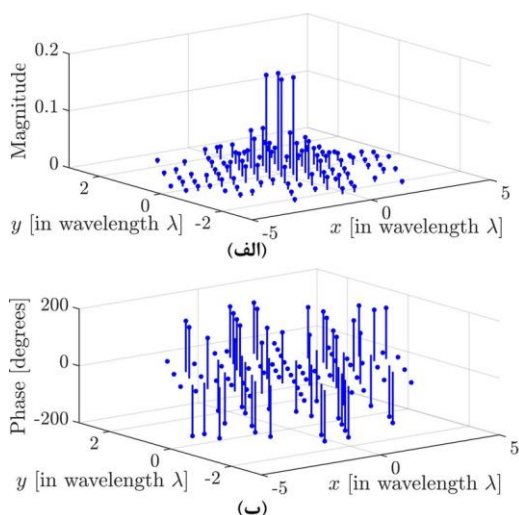 0.2
0.1
0
Magnitude
2
0
-2
-5
0
5
y [in wavelength λ]
x [in wavelength λ]
(الف)
200
0
-200
Phase [degrees]
2
0
-2
-5
0
5
y [in wavelength λ]
x [in wavelength λ]
(ب)